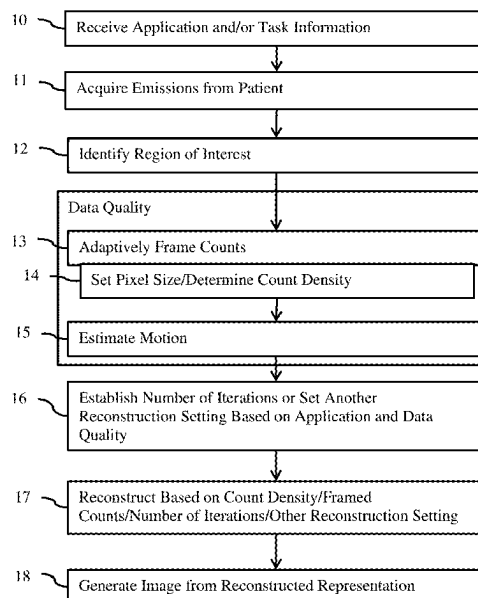 10 Receive Application and/or Task Information
11 Acquire Emissions from Patient
12 Identify Region of Interest
Data Quality
13 Adaptively Frame Counts
14 Set Pixel Size/Determine Count Density
15 Estimate Motion
16 Establish Number of Iterations or Set Another
Reconstruction Setting Based on Application and Data
Quality
17 Reconstruct Based on Count Density/Framed
Counts/Number of Iterations/Other Reconstruction Setting
18 Generate Image from Reconstructed Representation